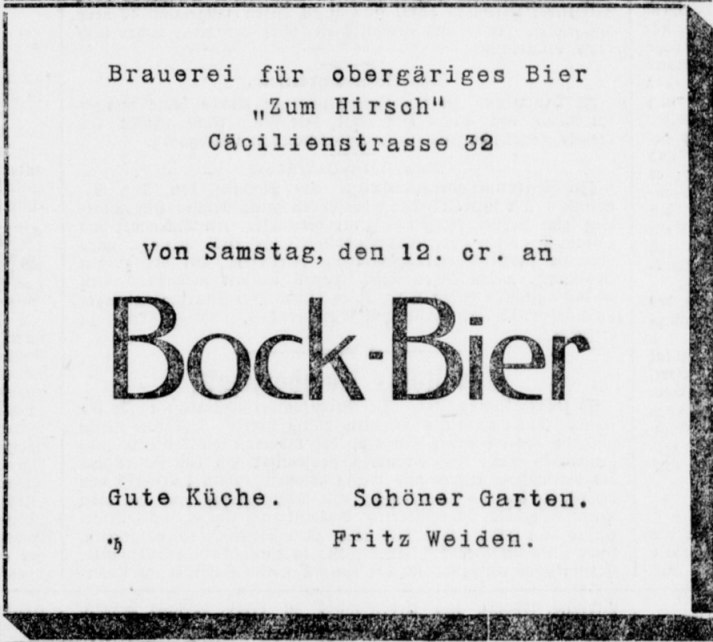 Brauerei für obergäriges Bier
„Zum Hirsch"
Cäcilienstrasse 32
Von Samstag, den 12. cr. an
Bock-Bier
Gute Küche. Schöner Garten.
Fritz Weiden.